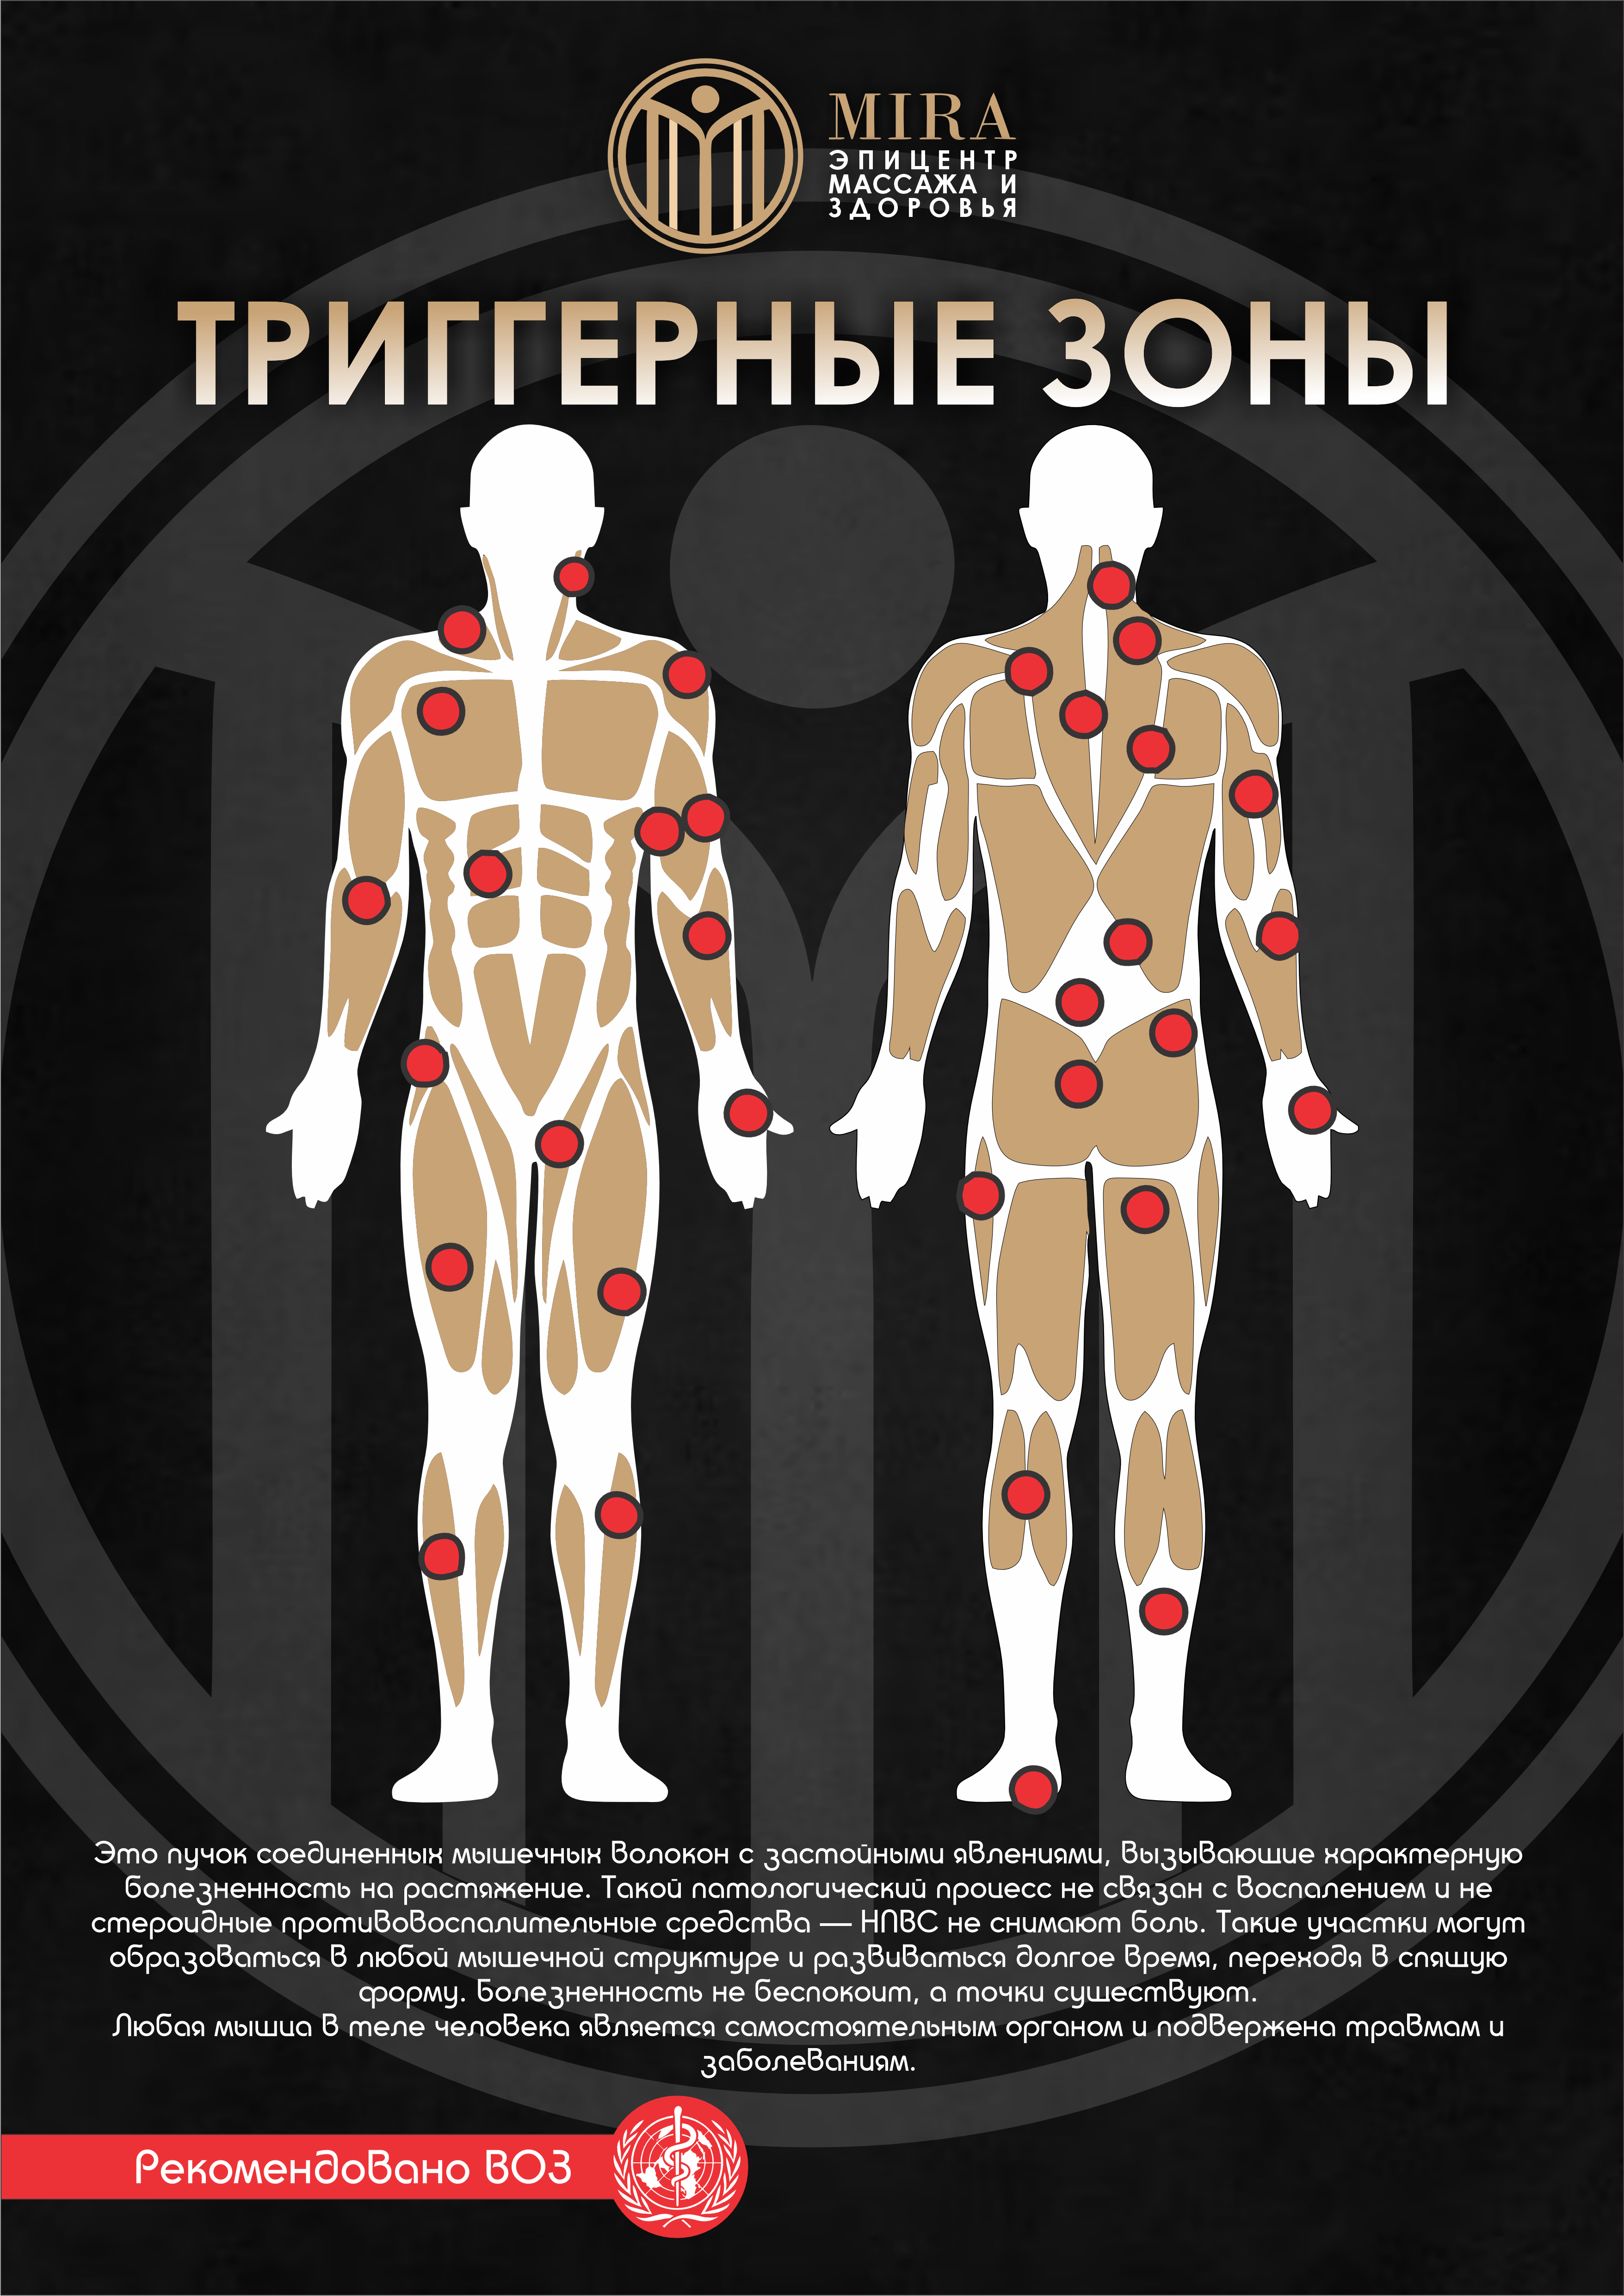 MIRA
ЭПИЦЕНТР
МАССАЖА И
ЗДОРОВЬЯ
ТРИГГЕРНЫЕ ЗОНЫ
Это пучок соединенных мышечных волокон с застойными явлениями, вызывающие характерную
болезненность на растяжение. Такой патологический процесс не связан с воспалением и не
стероидные противовоспалительные средства — НПВС не снимают боль. Такие участки могут
образоваться в любой мышечной структуре и развиваться долгое время, переходя в спящую
форму. Болезненность не беспокоит, а точки существуют.
Любая мышца в теле человека является самостоятельным органом и подвержена травмам и
заболеваниям.
Рекомендовано ВОЗ